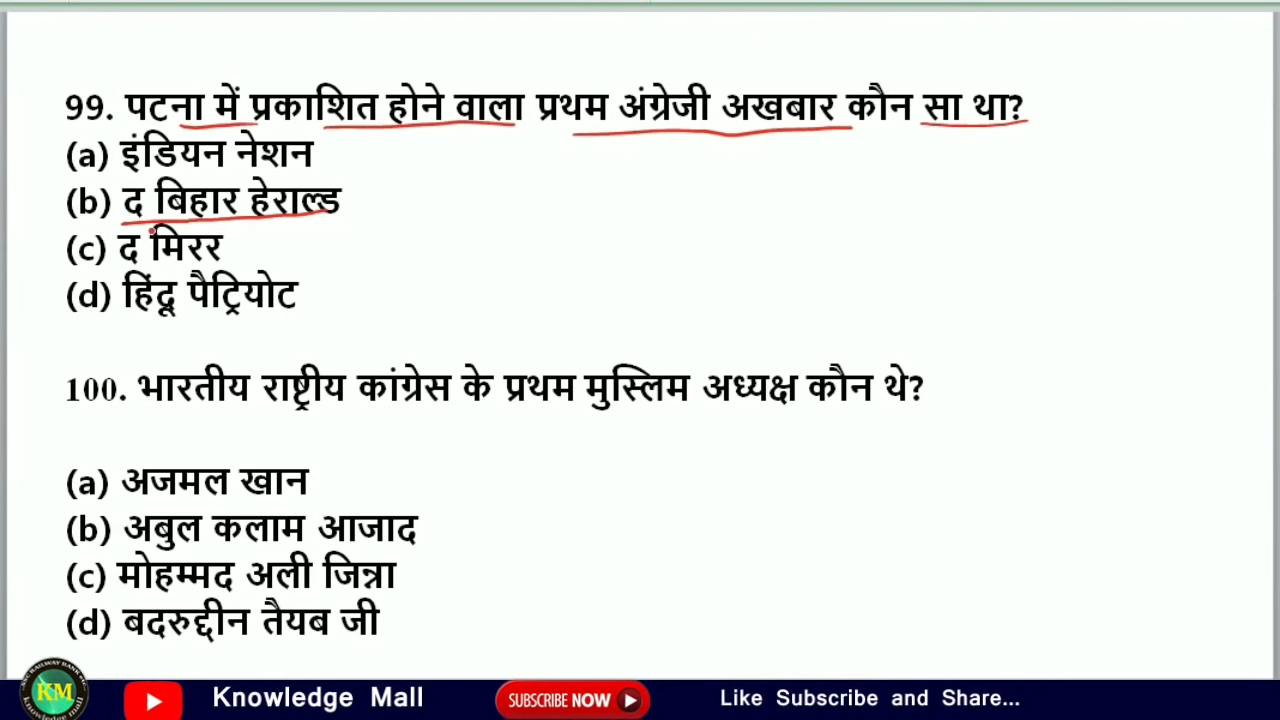 99. पटना में प्रकाशित होने वाला प्रथम अंग्रेजी अखबार कौन सा था?
(a) इंडियन नेशन
(b) द बिहार हेराल्ड
(c) द मिरर
(d) हिंदू पैट्रियोट
100. भारतीय राष्ट्रीय कांग्रेस के प्रथम मुस्लिम अध्यक्ष कौन थे?
(a) अजमल खान
(b) अबुल कलाम आजाद
(c) मोहम्मद अली जिन्ना
(d) बदरुद्दीन तैयब जी
KM
Knowledge Mall
SUBSCRIBE NOW
Like Subscribe and Share...